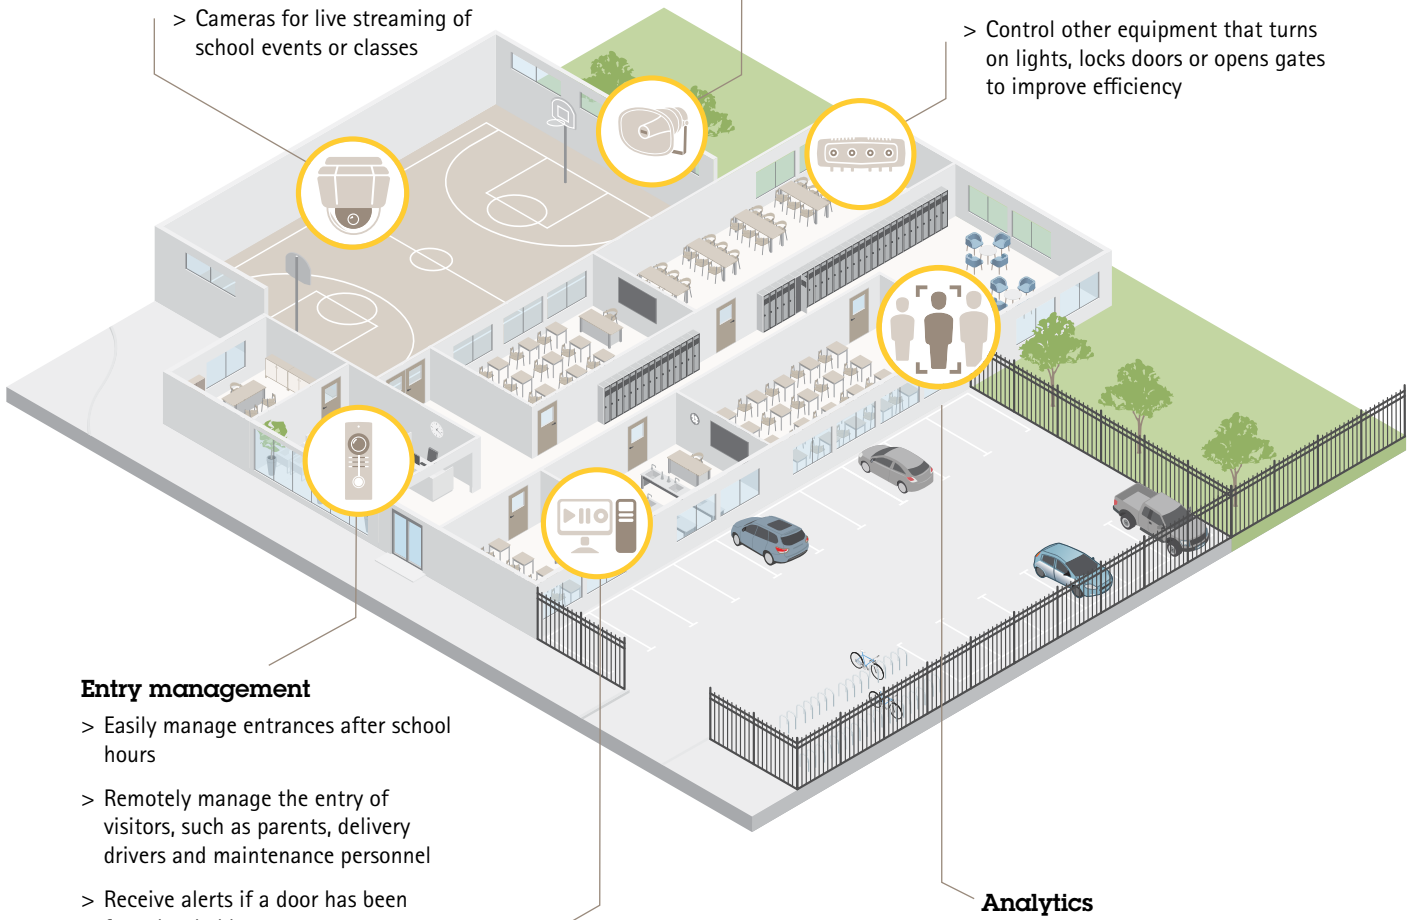 > Cameras for live streaming of
school events or classes
> Control other equipment that turns
on lights, locks doors or opens gates
to improve efficiency
Entry management
> Easily manage entrances after school
hours
> Remotely manage the entry of
visitors, such as parents, delivery
drivers and maintenance personnel
> Receive alerts if a door has been
Analytics